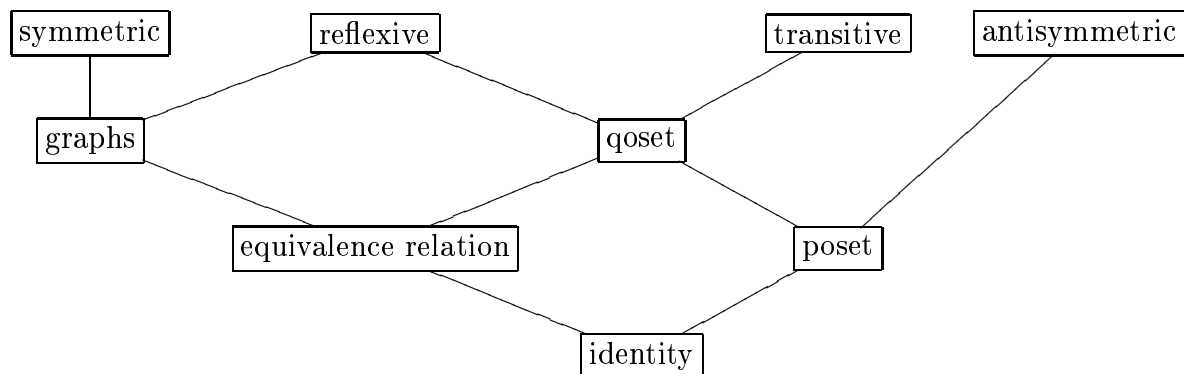 symmetric
reflexive
transitive
antisymmetric
graphs
qoset
equivalence relation
poset
identity